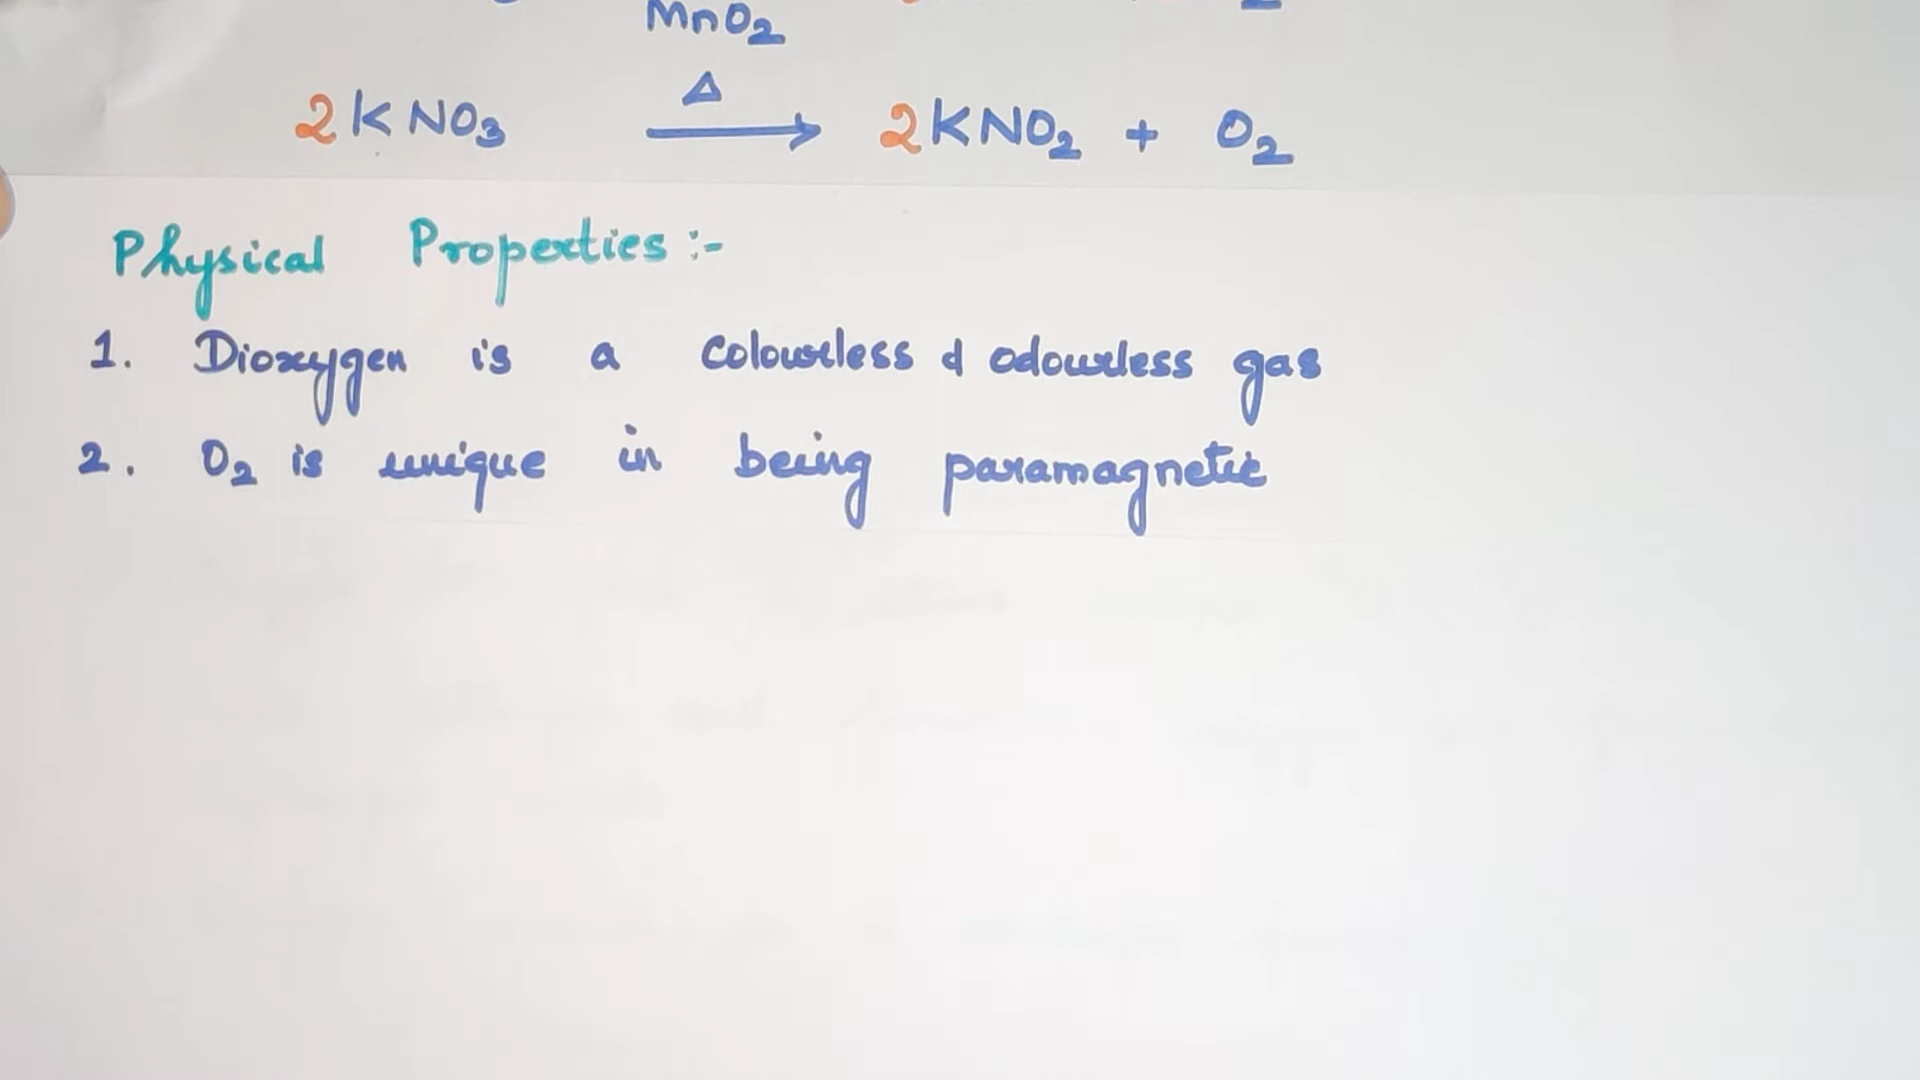 MnO₂
Δ
2KNO₃ ⟶ 2KNO₂ + O₂
Physical Properties :-
1. Dioxygen is a colourless & odourless gas
2. O₂ is unique in being paramagnetic